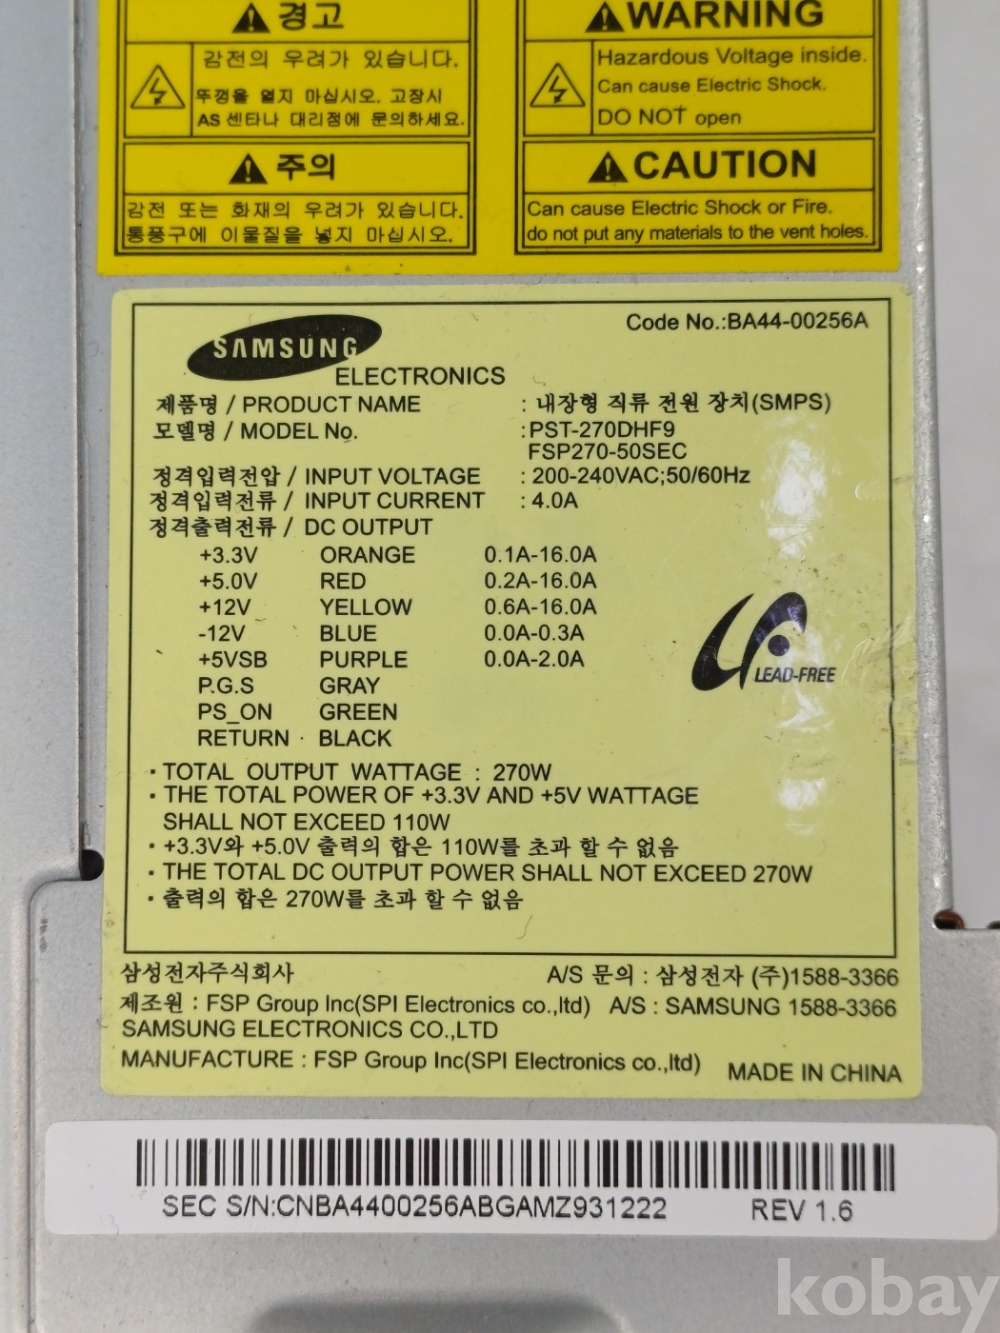 경고
감전의 우려가 있습니다.
뚜껑을 열지 마십시오. 고장시
AS 센타나 대리점에 문의하세요.
주의
감전 또는 화재의 우려가 있습니다.
통풍구에 이물질을 넣지 마십시오.
WARNING
Hazardous Voltage inside.
Can cause Electric Shock.
DO NOT open
CAUTION
Can cause Electric Shock or Fire.
do not put any materials to the vent holes.
Code No.:BA44-00256A
SAMSUNG
ELECTRONICS
제품명 / PRODUCT NAME : 내장형 직류 전원 장치(SMPS)
모델명 / MODEL No. :PST-270DHF9
FSP270-50SEC
정격입력전압 / INPUT VOLTAGE : 200-240VAC;50/60Hz
정격입력전류 / INPUT CURRENT : 4.0A
정격출력전류 / DC OUTPUT
+3.3V ORANGE 0.1A-16.0A
+5.0V RED 0.2A-16.0A
+12V YELLOW 0.6A-16.0A
-12V BLUE 0.0A-0.3A
+5VSB PURPLE 0.0A-2.0A
P.G.S GRAY
PS_ON GREEN
RETURN BLACK
LEAD-FREE
· TOTAL OUTPUT WATTAGE : 270W
· THE TOTAL POWER OF +3.3V AND +5V WATTAGE
SHALL NOT EXCEED 110W
· +3.3V와 +5.0V 출력의 합은 110W를 초과 할 수 없음
· THE TOTAL DC OUTPUT POWER SHALL NOT EXCEED 270W
· 출력의 합은 270W를 초과 할 수 없음
삼성전자주식회사 A/S 문의 : 삼성전자 (주)1588-3366
제조원 : FSP Group Inc(SPI Electronics co.,ltd) A/S : SAMSUNG 1588-3366
SAMSUNG ELECTRONICS CO.,LTD
MANUFACTURE : FSP Group Inc(SPI Electronics co.,ltd) MADE IN CHINA
SEC S/N:CNBA4400256ABGAMZ931222 REV 1.6
kobay